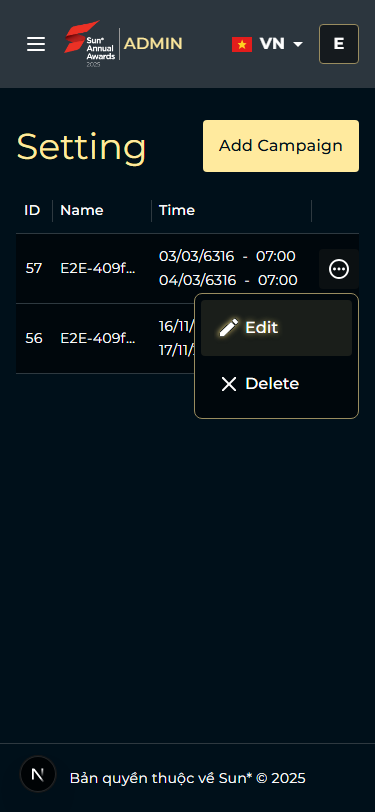 Sun*
Annual
Awards
2025
ADMIN
VN
E
Setting
Add Campaign
ID
Name
Time
57
E2E-409f...
03/03/6316 - 07:00
04/03/6316 - 07:00
56
E2E-409f...
16/11/
17/11/
Edit
Delete
N
Bản quyền thuộc về Sun* © 2025